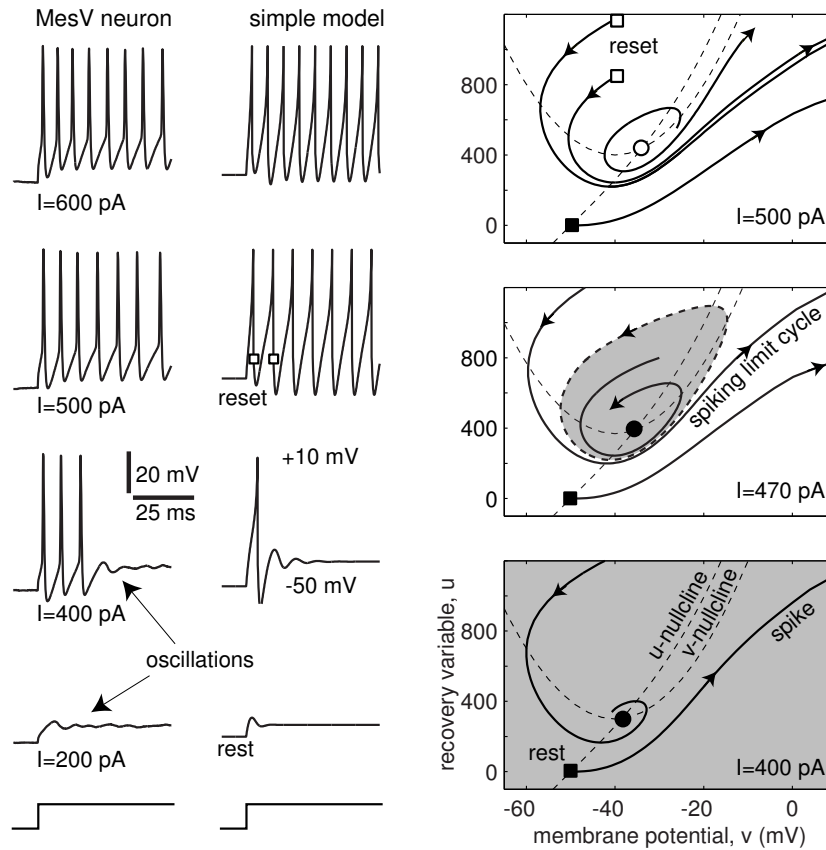 MesV neuron
simple model
I=600 pA
I=500 pA
reset
20 mV
25 ms
+10 mV
-50 mV
I=400 pA
oscillations
rest
I=200 pA
reset
800
400
0
I=500 pA
spiking limit cycle
800
400
0
I=470 pA
recovery variable, u
u-nullcline
v-nullcline
spike
rest
800
400
0
I=400 pA
-60
-40
-20
0
membrane potential, v (mV)